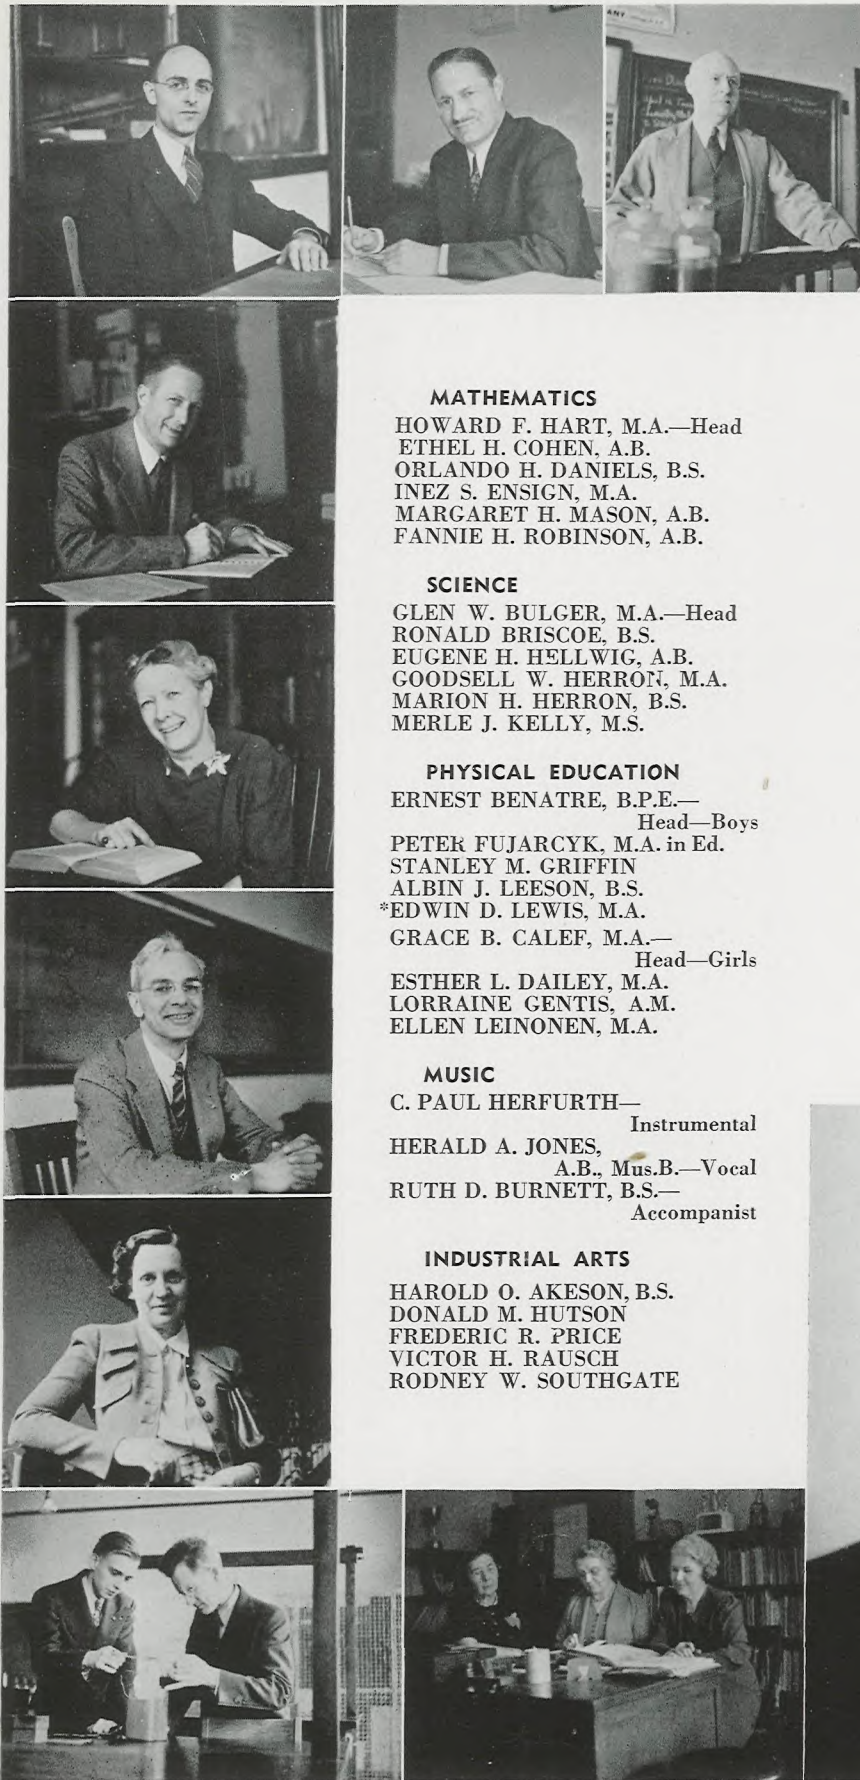 ANY
MATHEMATICS
HOWARD F. HART, M.A.—Head
ETHEL H. COHEN, A.B.
ORLANDO H. DANIELS, B.S.
INEZ S. ENSIGN, M.A.
MARGARET H. MASON, A.B.
FANNIE H. ROBINSON, A.B.
SCIENCE
GLEN W. BULGER, M.A.—Head
RONALD BRISCOE, B.S.
EUGENE H. HELLWIG, A.B.
GOODSELL W. HERRON, M.A.
MARION H. HERRON, B.S.
MERLE J. KELLY, M.S.
PHYSICAL EDUCATION
ERNEST BENATRE, B.P.E.—
Head—Boys
PETER FUJARCYK, M.A. in Ed.
STANLEY M. GRIFFIN
ALBIN J. LEESON, B.S.
*EDWIN D. LEWIS, M.A.
GRACE B. CALEF, M.A.—
Head—Girls
ESTHER L. DAILEY, M.A.
LORRAINE GENTIS, A.M.
ELLEN LEINONEN, M.A.
MUSIC
C. PAUL HERFURTH—
Instrumental
HERALD A. JONES,
A.B., Mus.B.—Vocal
RUTH D. BURNETT, B.S.—
Accompanist
INDUSTRIAL ARTS
HAROLD O. AKESON, B.S.
DONALD M. HUTSON
FREDERIC R. PRICE
VICTOR H. RAUSCH
RODNEY W. SOUTHGATE